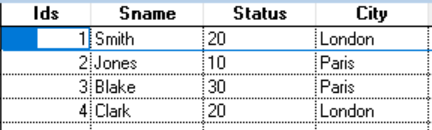 Ids Sname Status City
1 Smith 20 London
2 Jones 10 Paris
3 Blake 30 Paris
4 Clark 20 London